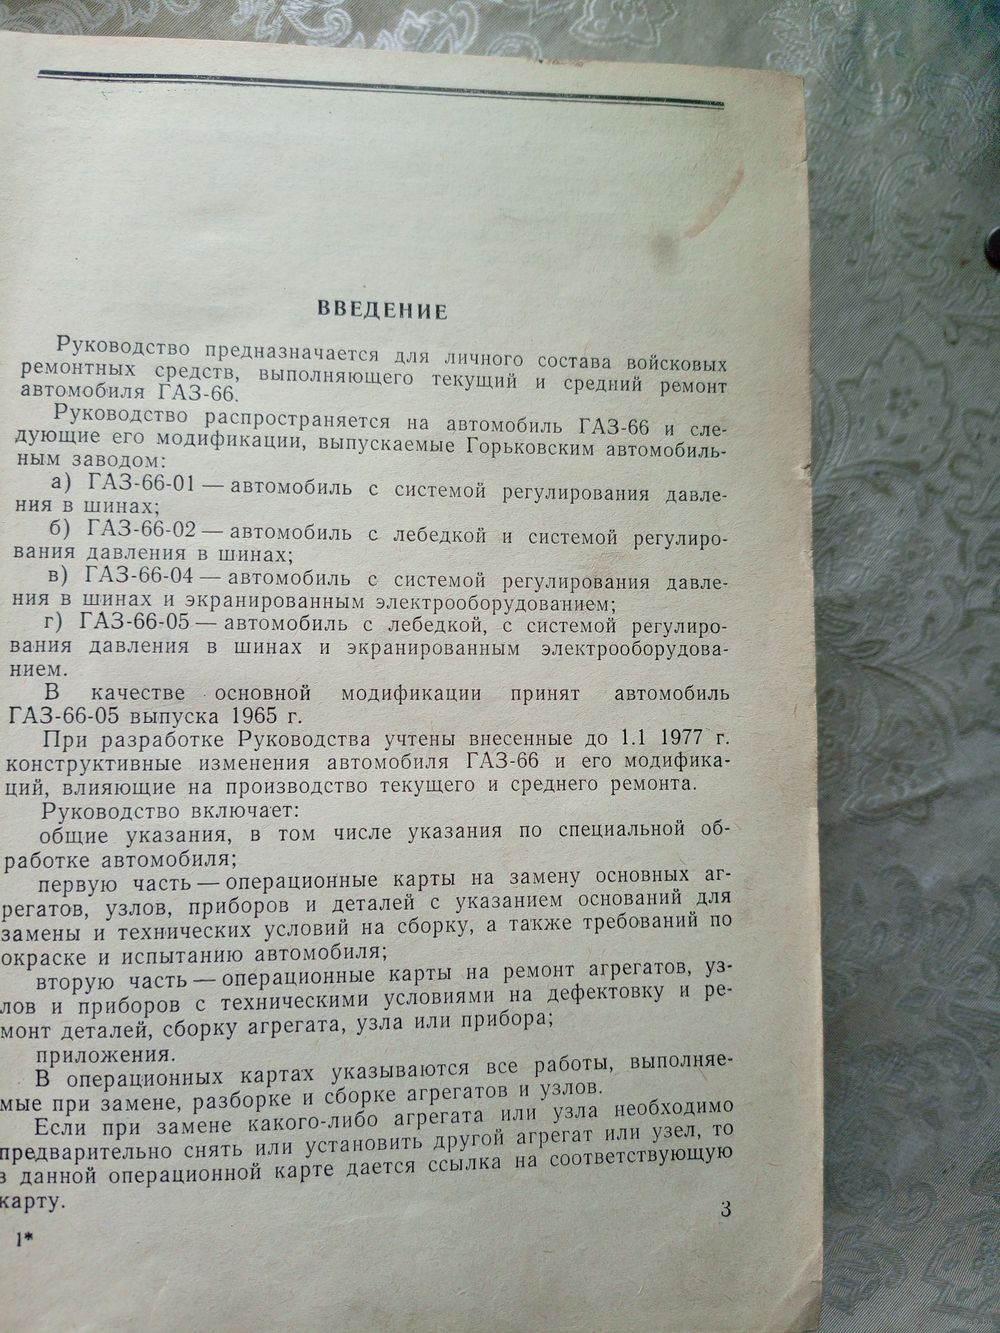 ВВЕДЕНИЕ
Руководство предназначается для личного состава войсковых
ремонтных средств, выполняющего текущий и средний ремонт
автомобиля ГАЗ-66.
Руководство распространяется на автомобиль ГАЗ-66 и сле-
дующие его модификации, выпускаемые Горьковским автомобиль-
ным заводом:
а) ГАЗ-66-01 — автомобиль с системой регулирования давле-
ния в шинах;
б) ГАЗ-66-02 — автомобиль с лебедкой и системой регулиро-
вания давления в шинах;
в) ГАЗ-66-04 — автомобиль с системой регулирования давле-
ния в шинах и экранированным электрооборудованием;
г) ГАЗ-66-05 — автомобиль с лебедкой, с системой регулиро-
вания давления в шинах и экранированным электрооборудова-
нием.
В качестве основной модификации принят автомобиль
ГАЗ-66-05 выпуска 1965 г.
При разработке Руководства учтены внесенные до 1.1 1977 г.
конструктивные изменения автомобиля ГАЗ-66 и его модифика-
ций, влияющие на производство текущего и среднего ремонта.
Руководство включает:
общие указания, в том числе указания по специальной об-
работке автомобиля;
первую часть — операционные карты на замену основных аг-
регатов, узлов, приборов и деталей с указанием оснований для
замены и технических условий на сборку, а также требований по
окраске и испытанию автомобиля;
вторую часть — операционные карты на ремонт агрегатов, уз-
лов и приборов с техническими условиями на дефектовку и ре-
монт деталей, сборку агрегата, узла или прибора;
приложения.
В операционных картах указываются все работы, выполняе-
мые при замене, разборке и сборке агрегатов и узлов.
Если при замене какого-либо агрегата или узла необходимо
предварительно снять или установить другой агрегат или узел, то
в данной операционной карте дается ссылка на соответствующую
карту.
3
1*